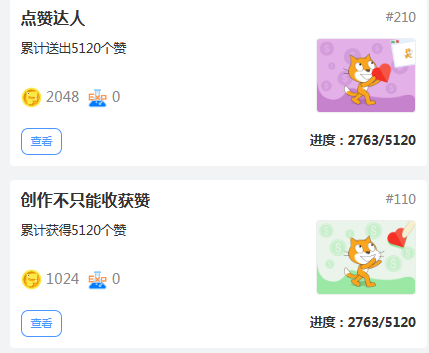 点赞达人
#210
累计送出5120个赞
2048 Exp 0
查看
进度：2763/5120
创作不只能收获赞
#110
累计获得5120个赞
1024 Exp 0
查看
进度：2763/5120